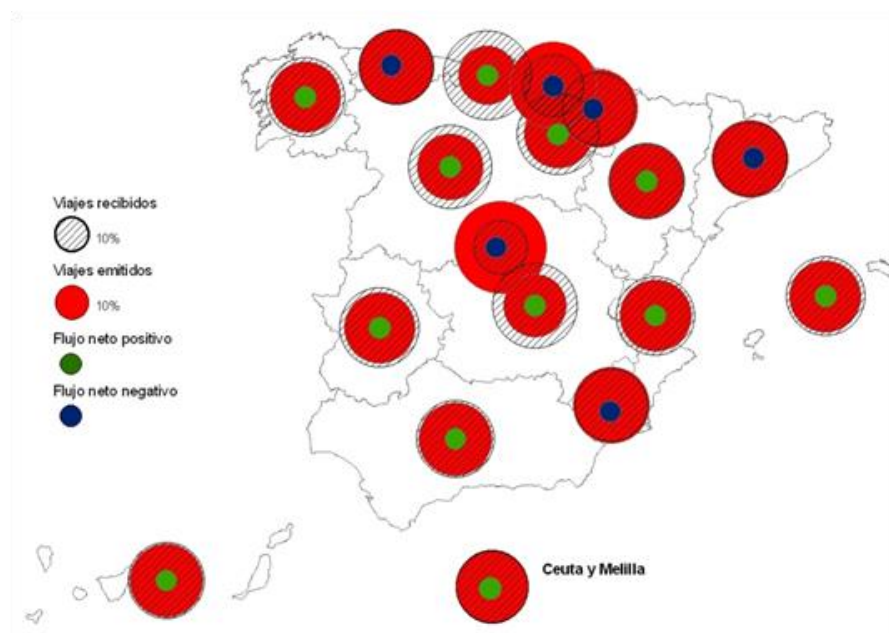 Viajes recibidos
10%
Viajes emitidos
10%
Flujo neto positivo
Flujo neto negativo
Ceuta y Melilla